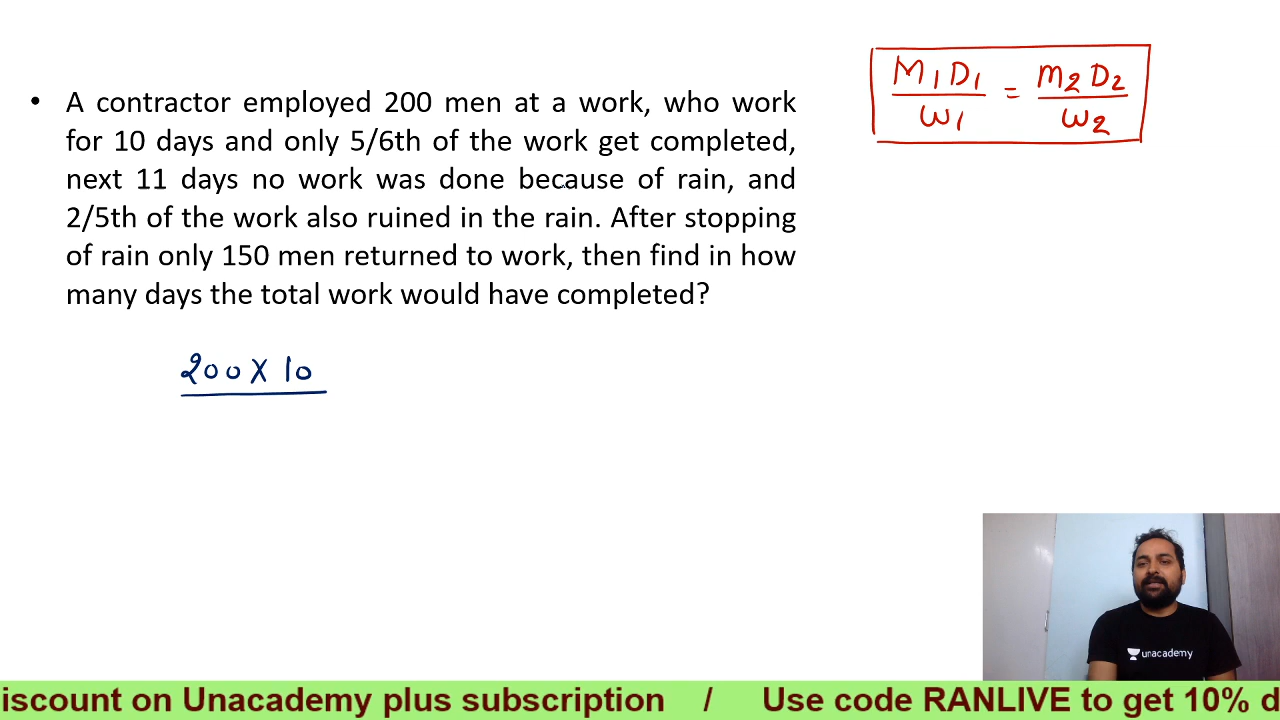 • A contractor employed 200 men at a work, who work
for 10 days and only 5/6th of the work get completed,
next 11 days no work was done because of rain, and
2/5th of the work also ruined in the rain. After stopping
of rain only 150 men returned to work, then find in how
many days the total work would have completed?
M1 D1 / W1 = M2 D2 / W2
200 X 10
unacademy
iscount on Unacademy plus subscription / Use code RANLIVE to get 10% d